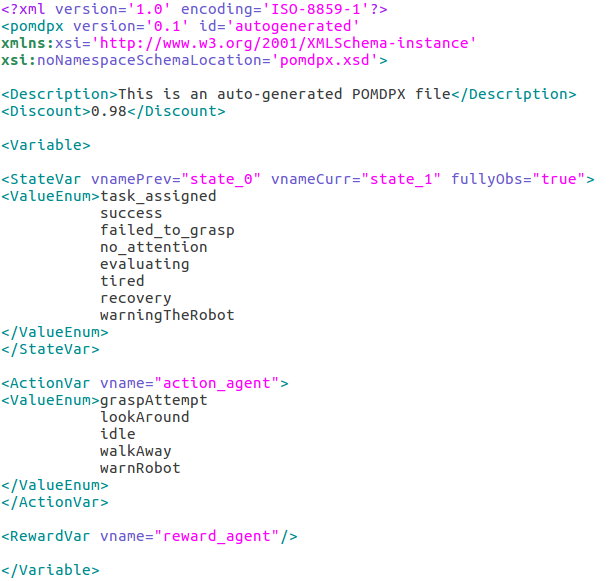 <?xml version='1.0' encoding='ISO-8859-1'?>
<pomdpx version='0.1' id='autogenerated'
xmlns:xsi='http://www.w3.org/2001/XMLSchema-instance'
xsi:noNamespaceSchemaLocation='pomdpx.xsd'>
<Description>This is an auto-generated POMDPX file</Description>
<Discount>0.98</Discount>
<Variable>
<StateVar vnamePrev="state_0" vnameCurr="state_1" fullyObs="true">
<ValueEnum>task_assigned
success
failed_to_grasp
no_attention
evaluating
tired
recovery
warningTheRobot
</ValueEnum>
</StateVar>
<ActionVar vname="action_agent">
<ValueEnum>graspAttempt
lookAround
idle
walkAway
warnRobot
</ValueEnum>
</ActionVar>
<RewardVar vname="reward_agent"/>
</Variable>